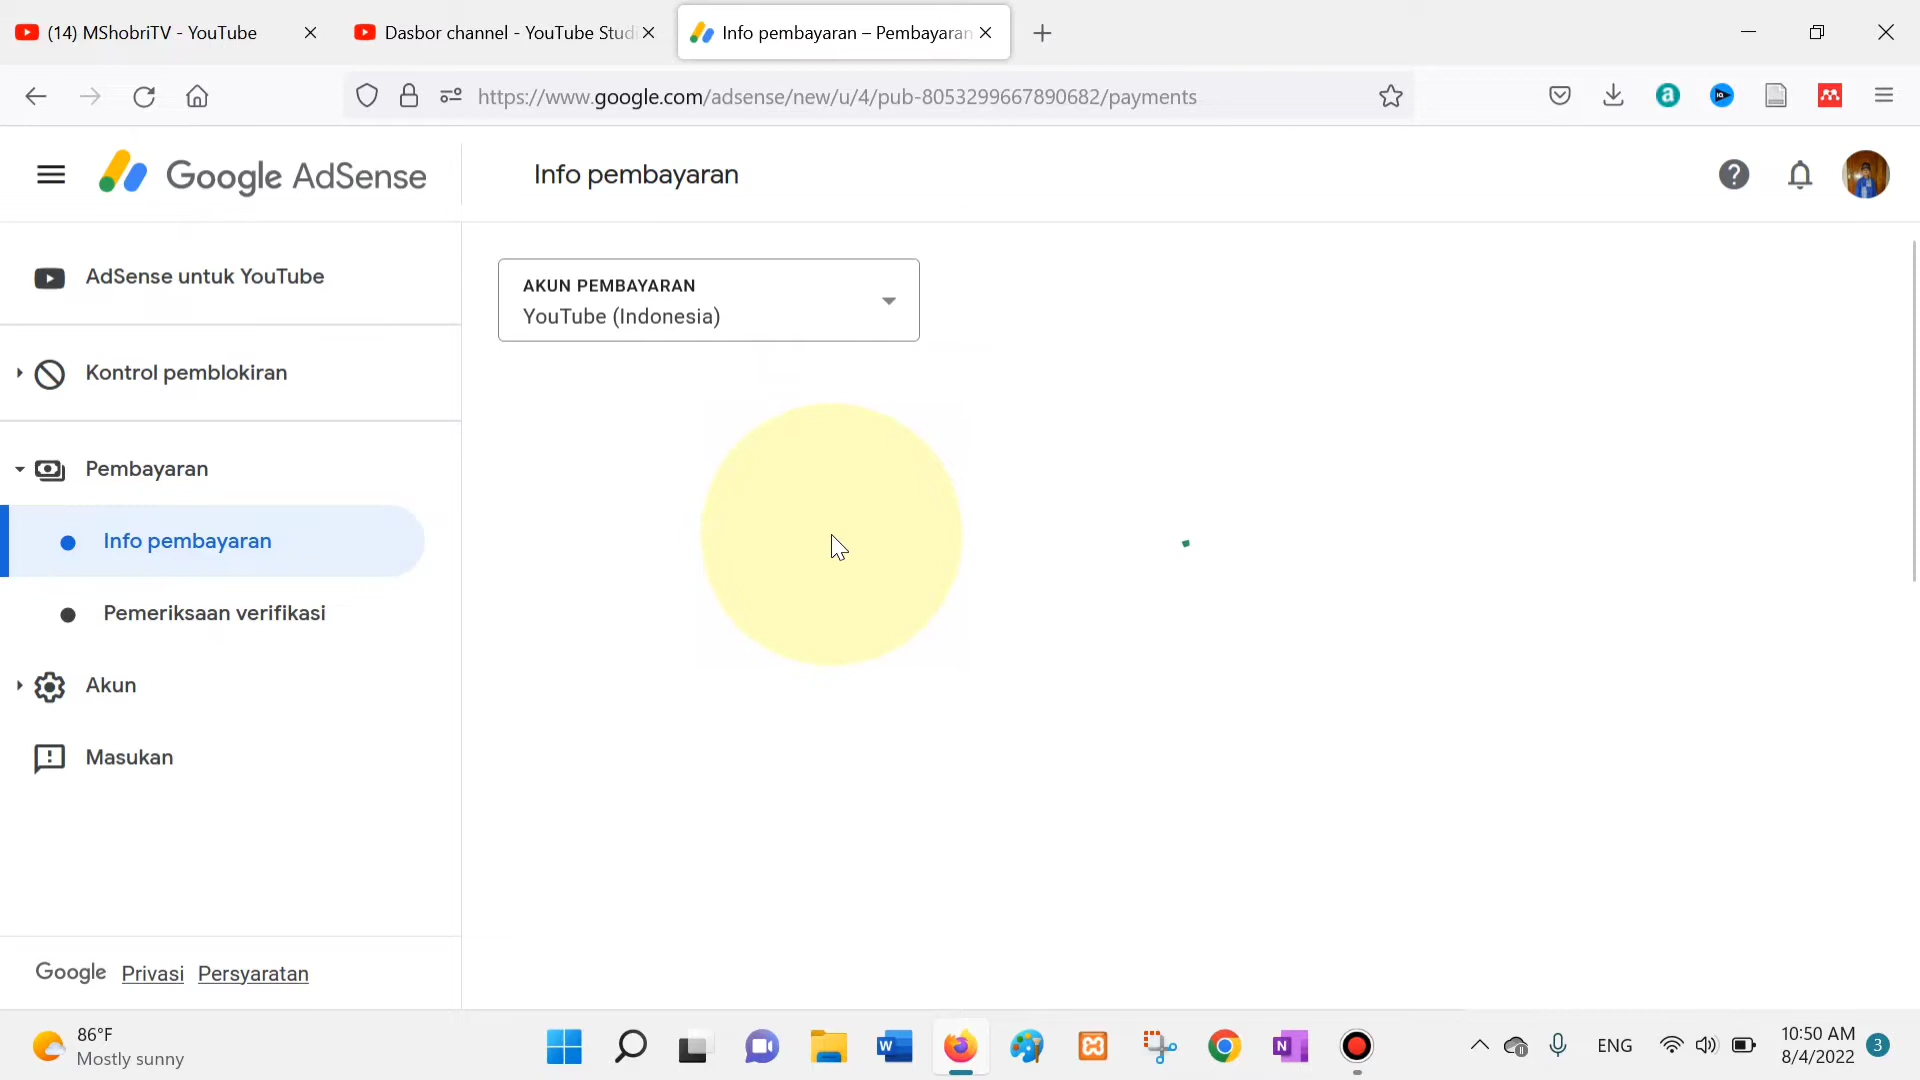 (14) MShobriTV - YouTube
Dasbor channel - YouTube Stud
Info pembayaran – Pembayaran
https://www.google.com/adsense/new/u/4/pub-8053299667890682/payments
Google AdSense
Info pembayaran
AdSense untuk YouTube
AKUN PEMBAYARAN
YouTube (Indonesia)
Kontrol pemblokiran
Pembayaran
Info pembayaran
Pemeriksaan verifikasi
Akun
Masukan
Google Privasi Persyaratan
86°F
Mostly sunny
ENG
10:50 AM
8/4/2022
3